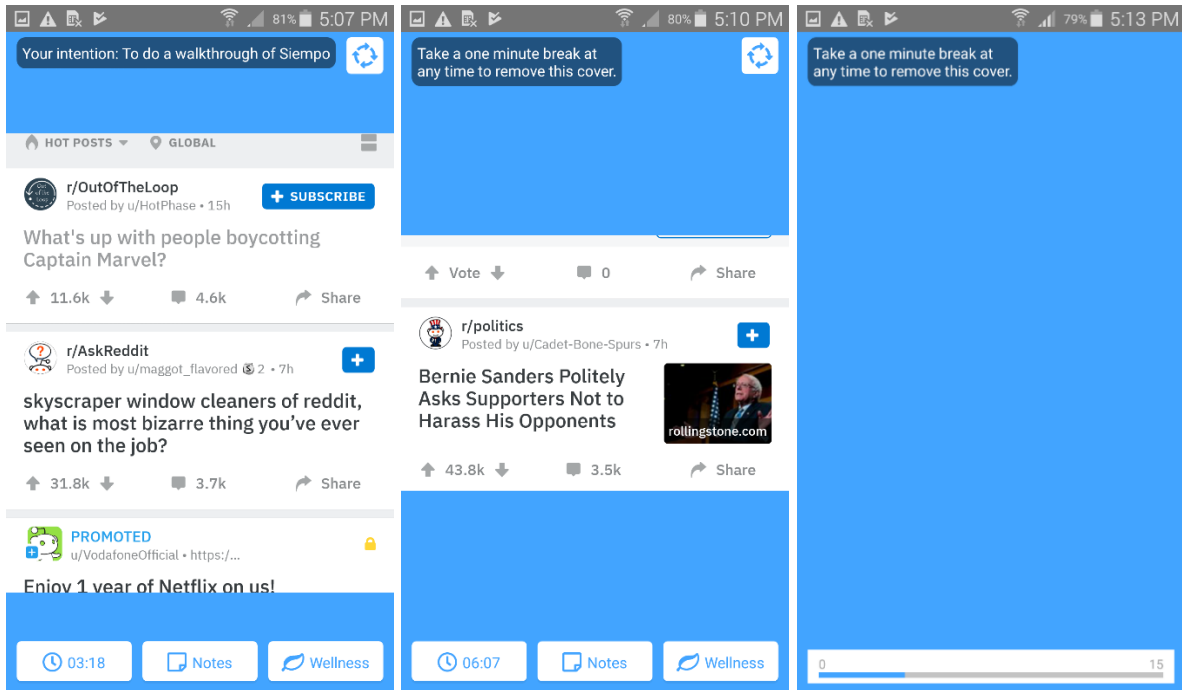 81% 5:07 PM
Your intention: To do a walkthrough of Siempo
HOT POSTS GLOBAL
r/OutOfTheLoop
Posted by u/HotPhase • 15h
+ SUBSCRIBE
What's up with people boycotting
Captain Marvel?
11.6k 4.6k Share
r/AskReddit
Posted by u/maggot_flavored 2 • 7h
skyscraper window cleaners of reddit,
what is most bizarre thing you've ever
seen on the job?
31.8k 3.7k Share
PROMOTED
u/VodafoneOfficial • https:/...
Enjoy 1 year of Netflix on us!
03:18 Notes Wellness
80% 5:10 PM
Take a one minute break at
any time to remove this cover.
Vote 0 Share
r/politics
Posted by u/Cadet-Bone-Spurs • 7h
Bernie Sanders Politely
Asks Supporters Not to
Harass His Opponents
rollingstone.com
43.8k 3.5k Share
06:07 Notes Wellness
79% 5:13 PM
Take a one minute break at
any time to remove this cover.
0 15